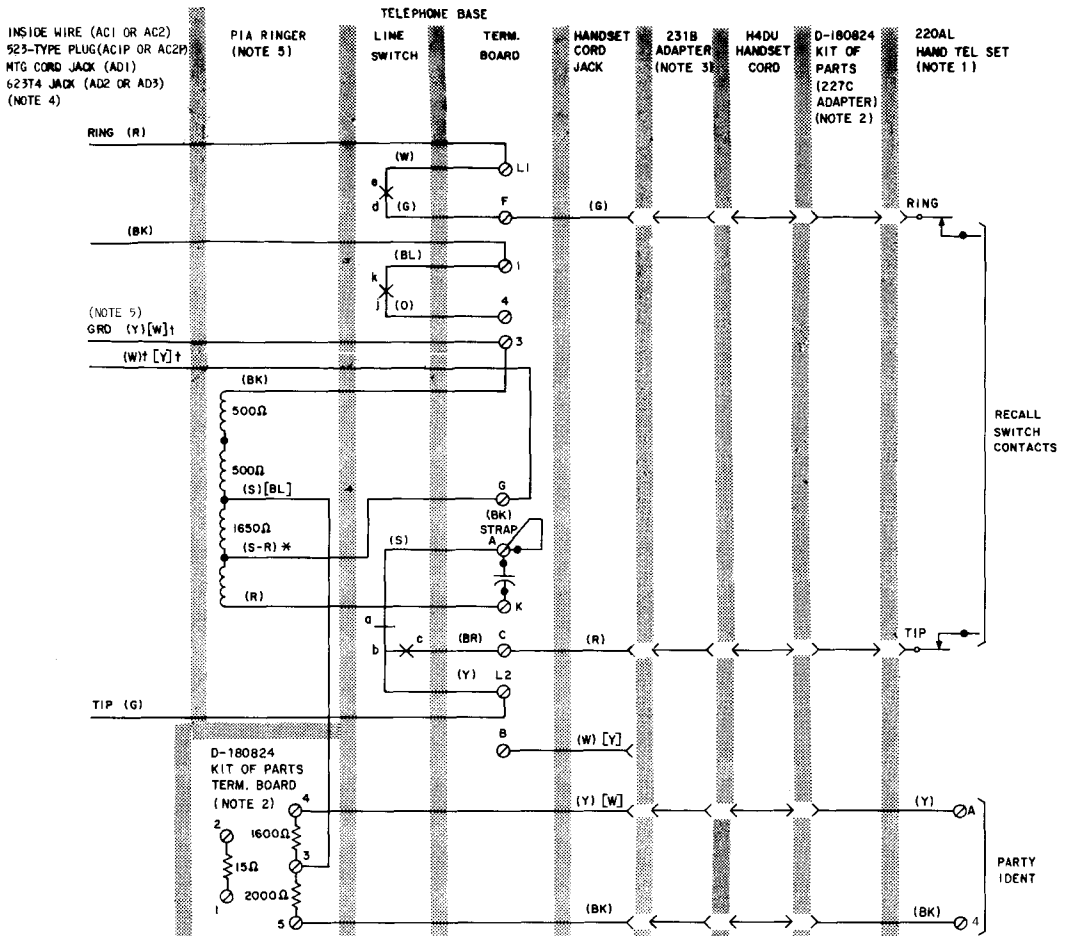 TELEPHONE BASE
INSIDE WIRE (AC1 OR AC2)
523-TYPE PLUG(AC1P OR AC2P)
MTG CORD JACK (AD1)
623T4 JACK (AD2 OR AD3)
(NOTE 4)
P1A RINGER
(NOTE 5)
LINE
SWITCH
TERM.
BOARD
HANDSET
CORD
JACK
231B
ADAPTER
(NOTE 3)
H4DU
HANDSET
CORD
D-180824
KIT OF
PARTS
(227C
ADAPTER)
(NOTE 2)
220AL
HAND TEL SET
(NOTE 1)
RING (R)
(W)
L1
e
d
(G)
F
(G)
RING
(BK)
(BL)
1
k
j
(O)
4
(NOTE 5)
GRD (Y)[W]†
3
(W)† [Y]†
(BK)
500Ω
500Ω
(S)[BL]
1650Ω
(S-R) *
(R)
G
(BK)
STRAP
A
(S)
K
a
b
c
(BR)
C
(R)
TIP
(Y)
L2
TIP (G)
B
(W) [Y]
RECALL
SWITCH
CONTACTS
D-180824
KIT OF PARTS
TERM. BOARD
(NOTE 2)
4
(Y) [W]
(Y)
A
2
1600Ω
15Ω
3
1
2000Ω
5
(BK)
(BK)
4
PARTY
IDENT